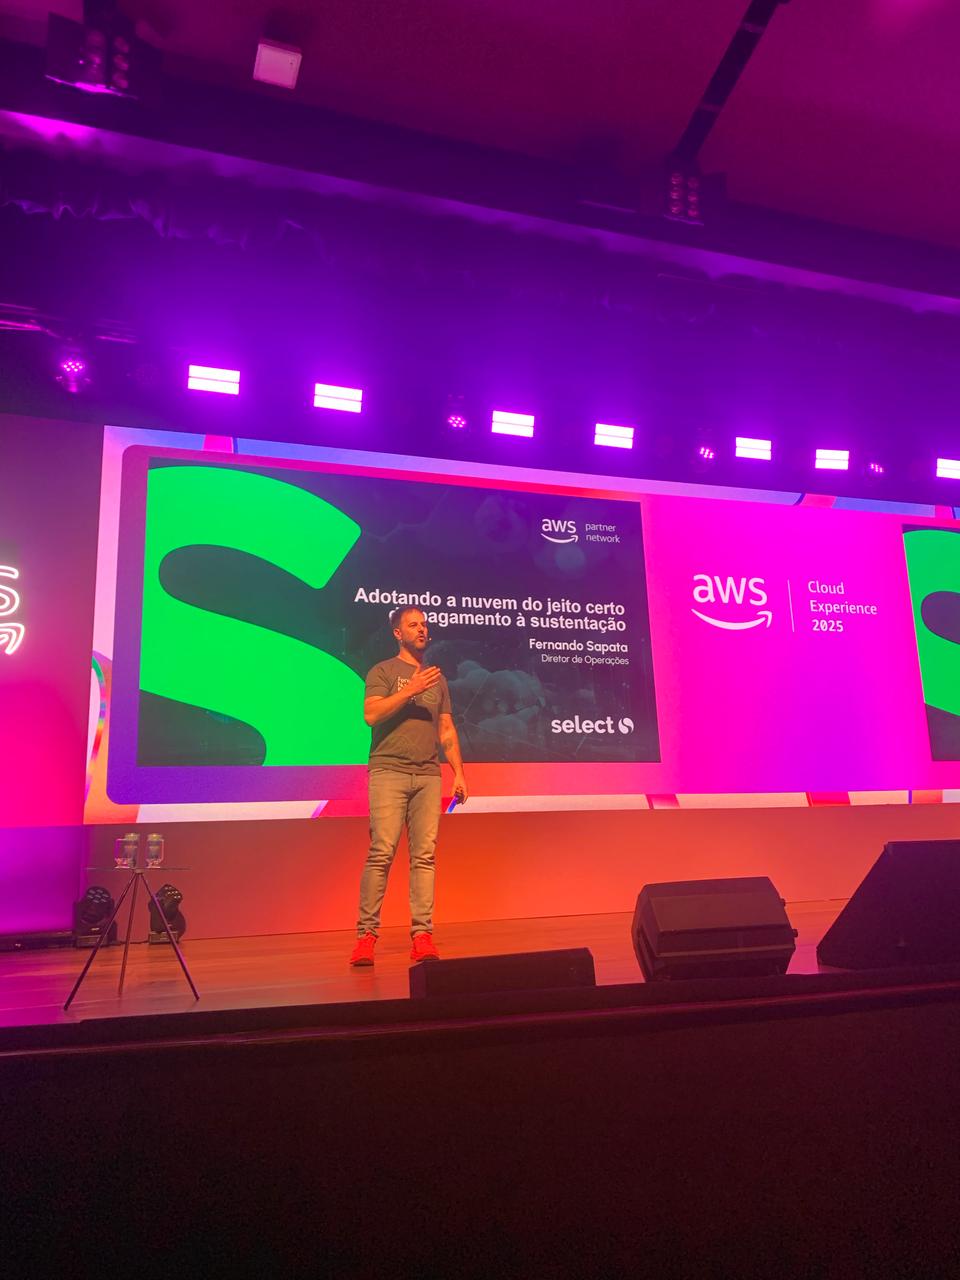 aws partner
network
Adotando a nuvem do jeito certo
pagamento à sustentação
Fernando Sapata
Diretor de Operações
select
aws
Cloud
Experience
2025